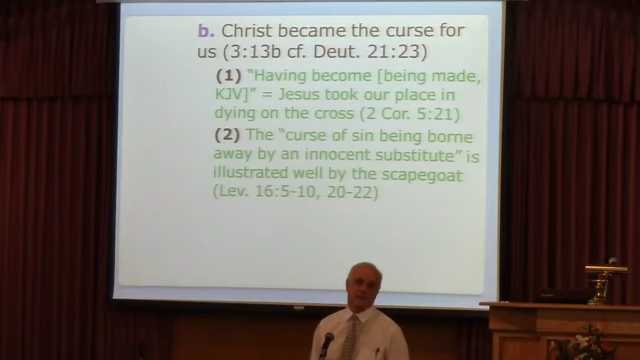 b. Christ became the curse for
us (3:13b cf. Deut. 21:23)
(1) "Having become [being made,
KJV]" = Jesus took our place in
dying on the cross (2 Cor. 5:21)
(2) The "curse of sin being borne
away by an innocent substitute" is
illustrated well by the scapegoat
(Lev. 16:5-10, 20-22)